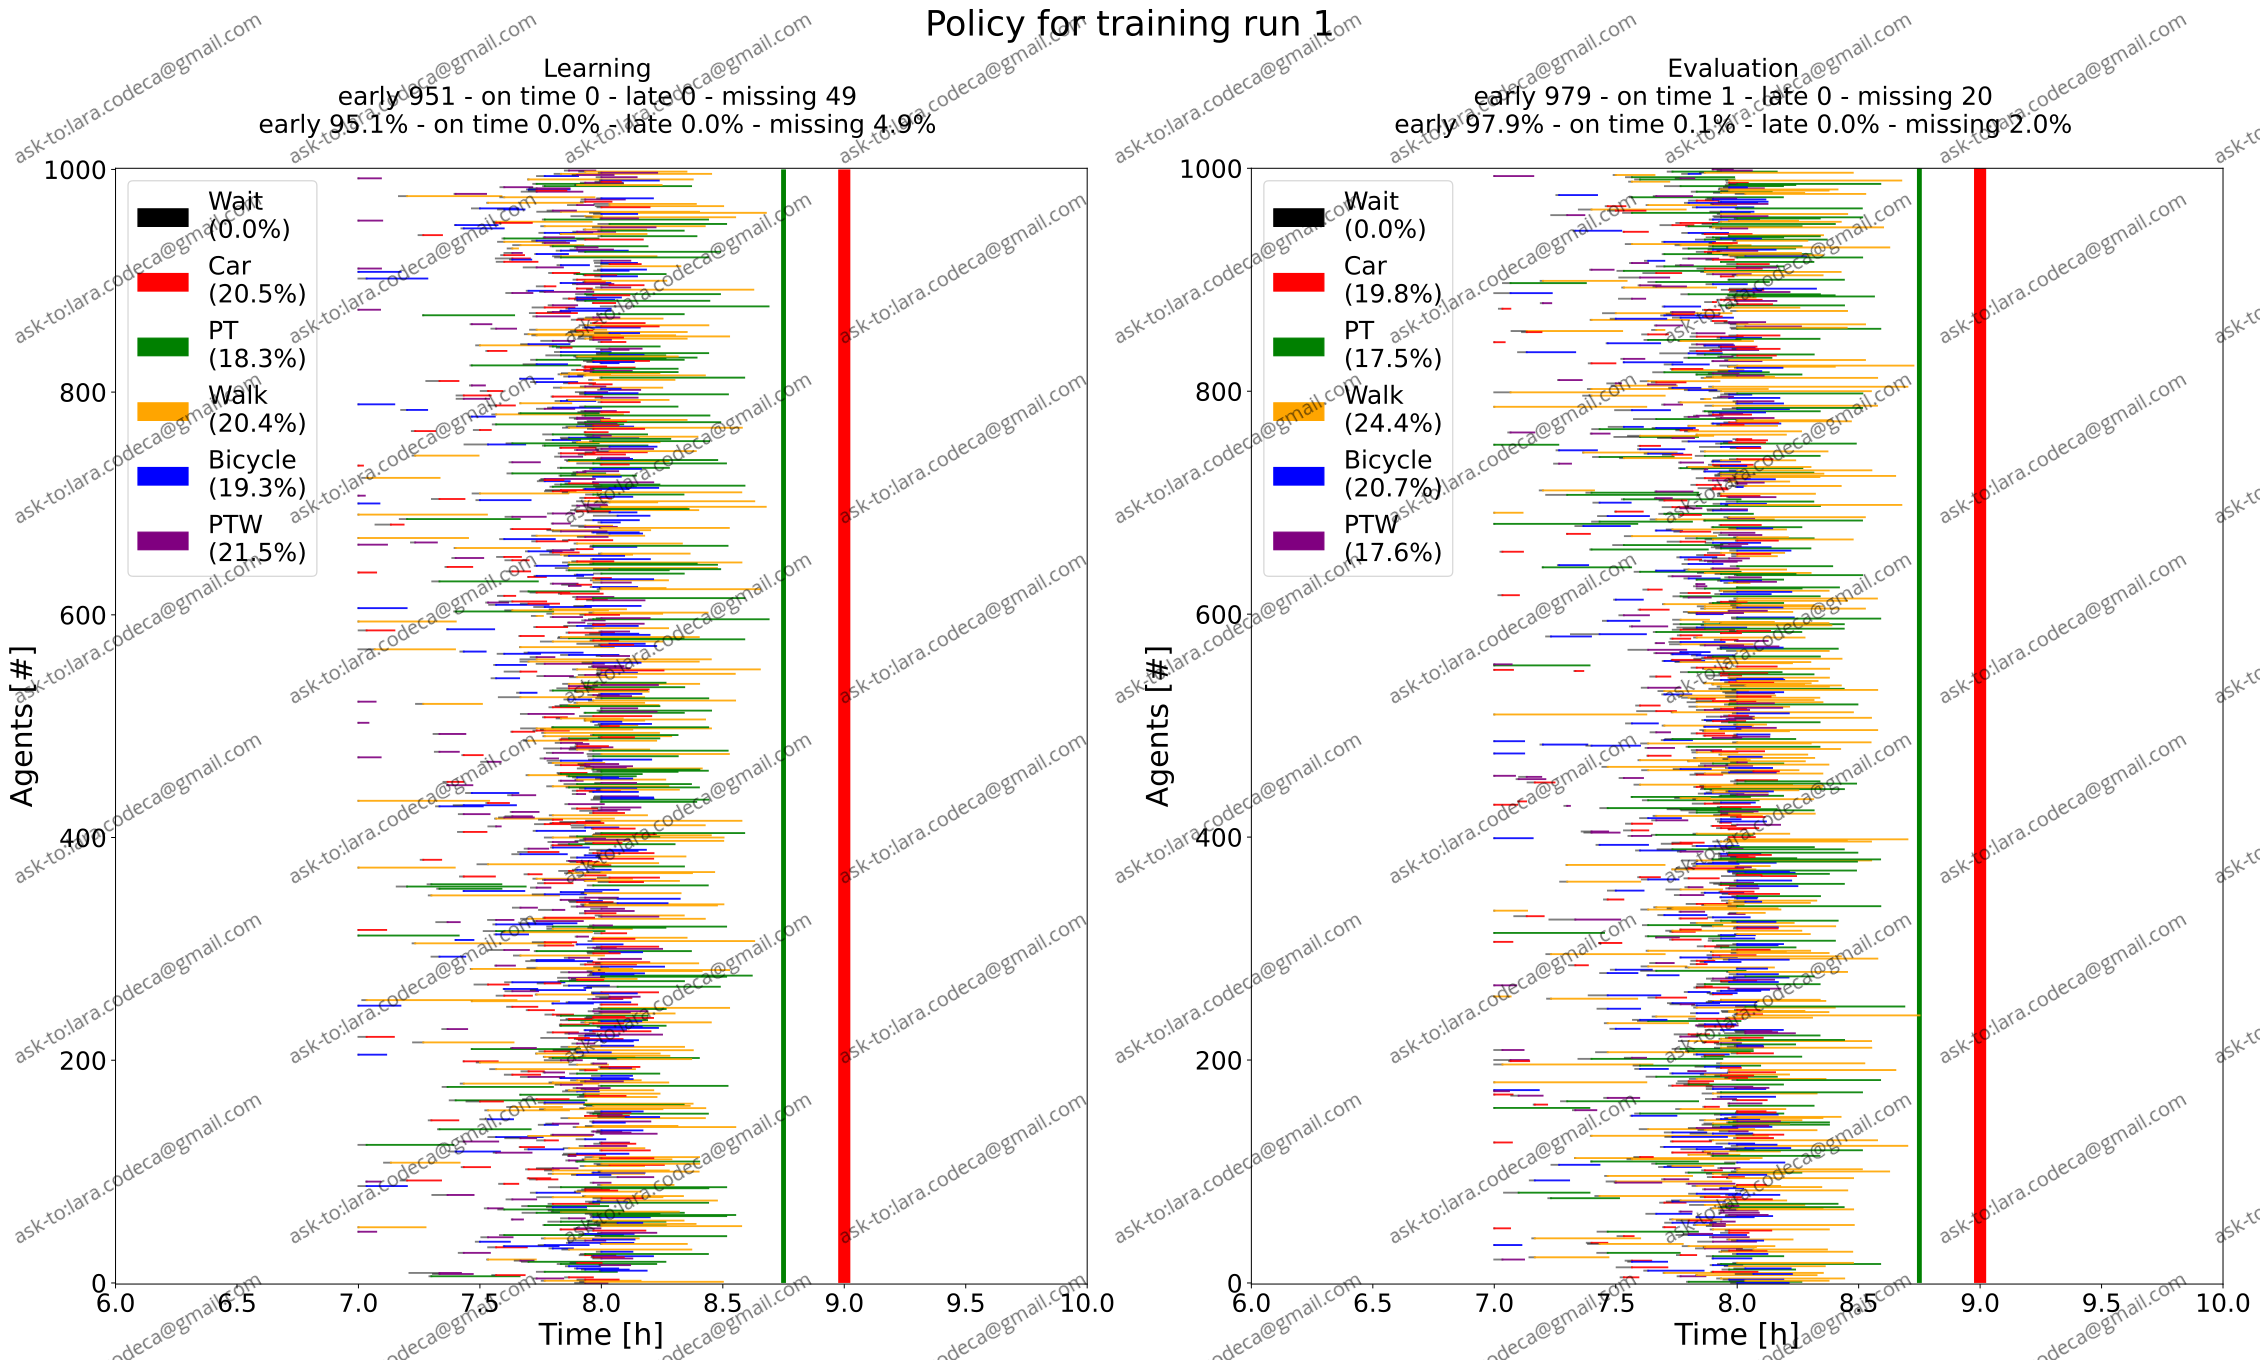 Policy for training run 1
Learning
early 951 - on time 0 - late 0 - missing 49
early 95.1% - on time 0.0% - late 0.0% - missing 4.9%
1000
800
600
400
200
0
Agents [#]
Wait
(0.0%)
Car
(20.5%)
PT
(18.3%)
Walk
(20.4%)
Bicycle
(19.3%)
PTW
(21.5%)
6.0 6.5 7.0 7.5 8.0 8.5 9.0 9.5 10.0
Time [h]
Evaluation
early 979 - on time 1 - late 0 - missing 20
early 97.9% - on time 0.1% - late 0.0% - missing 2.0%
1000
800
600
400
200
0
Agents [#]
Wait
(0.0%)
Car
(19.8%)
PT
(17.5%)
Walk
(24.4%)
Bicycle
(20.7%)
PTW
(17.6%)
6.0 6.5 7.0 7.5 8.0 8.5 9.0 9.5 10.0
Time [h]
ask-to:lara.codeca@gmail.com